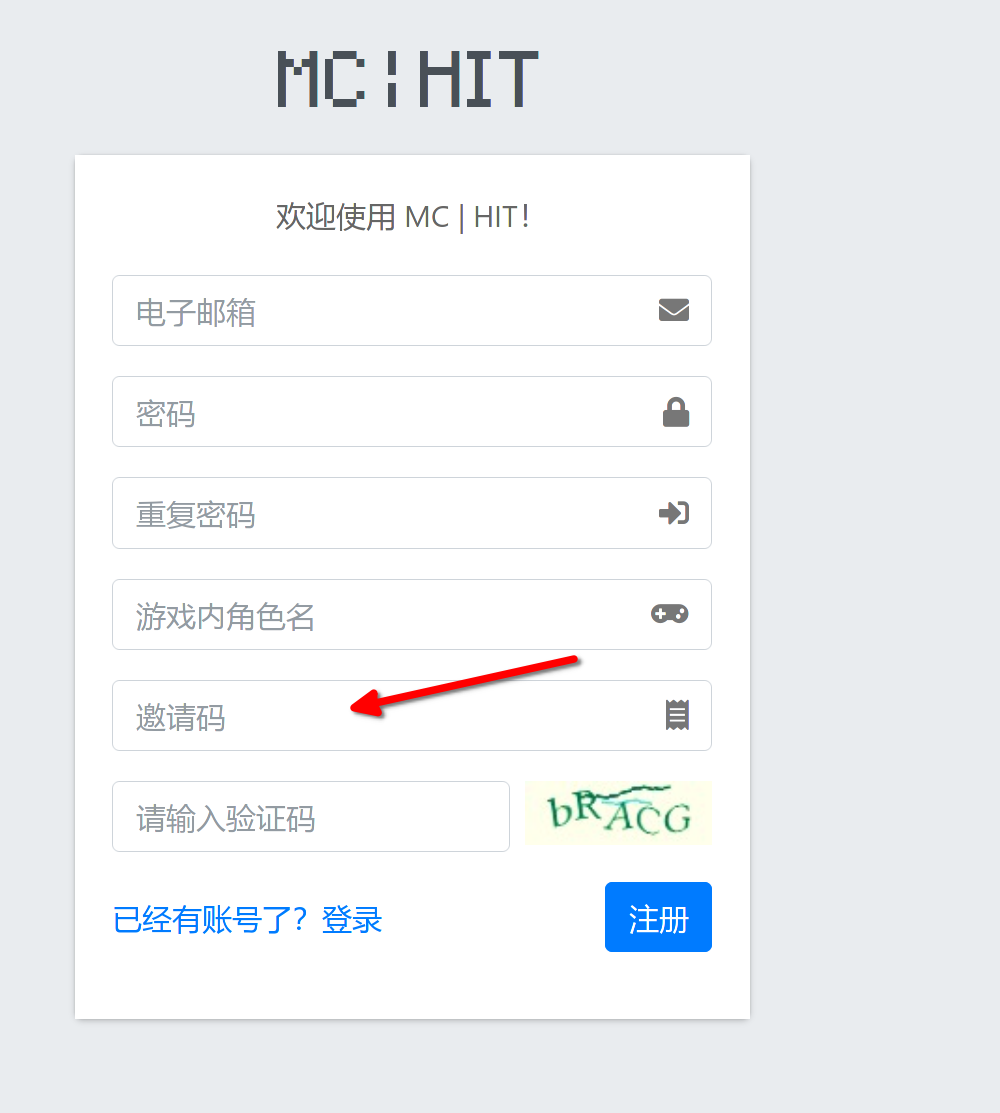 MC|HIT
欢迎使用 MC | HIT!
电子邮箱
密码
重复密码
游戏内角色名
邀请码
请输入验证码
bRACG
已经有账号了？登录
注册